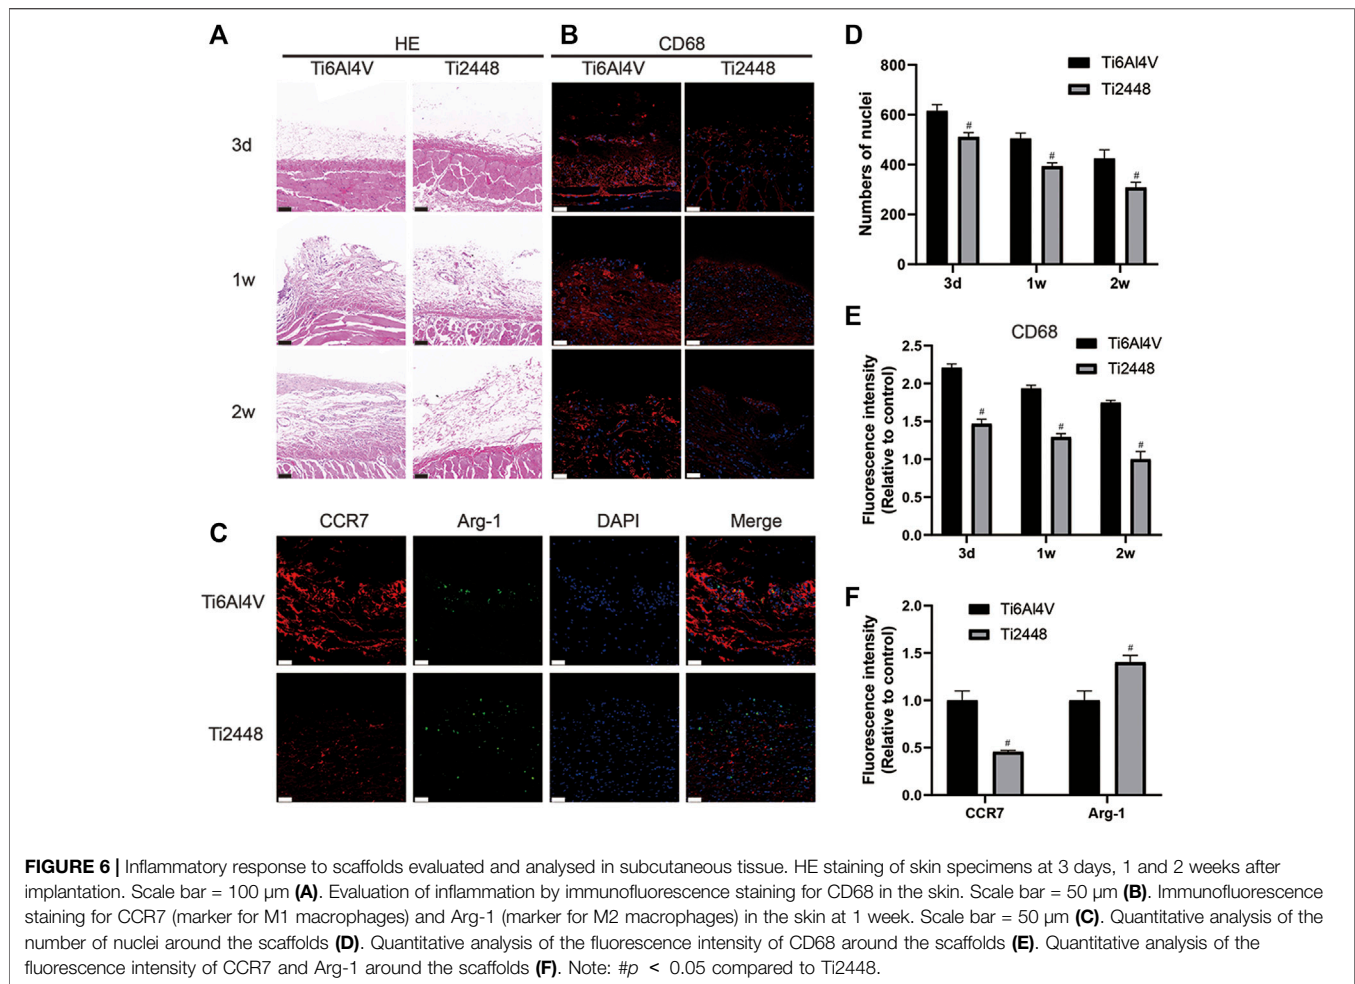 A
HE
Ti6Al4V
Ti2448
3d
1w
2w
B
CD68
Ti6Al4V
Ti2448
C
CCR7
Arg-1
DAPI
Merge
Ti6Al4V
Ti2448
D
Ti6Al4V
Ti2448
Numbers of nuclei
800
600
400
200
0
#
#
#
3d
1w
2w
E
CD68
Ti6Al4V
Ti2448
Fluorescence intensity
(Relative to control)
2.5
2.0
1.5
1.0
0.5
0.0
#
#
#
3d
1w
2w
F
Ti6Al4V
Ti2448
Fluorescence intensity
(Relative to control)
2.0
1.5
1.0
0.5
0.0
#
#
CCR7
Arg-1
FIGURE 6 | Inflammatory response to scaffolds evaluated and analysed in subcutaneous tissue. HE staining of skin specimens at 3 days, 1 and 2 weeks after
implantation. Scale bar = 100 μm (A). Evaluation of inflammation by immunofluorescence staining for CD68 in the skin. Scale bar = 50 μm (B). Immunofluorescence
staining for CCR7 (marker for M1 macrophages) and Arg-1 (marker for M2 macrophages) in the skin at 1 week. Scale bar = 50 μm (C). Quantitative analysis of the
number of nuclei around the scaffolds (D). Quantitative analysis of the fluorescence intensity of CD68 around the scaffolds (E). Quantitative analysis of the
fluorescence intensity of CCR7 and Arg-1 around the scaffolds (F). Note: #p < 0.05 compared to Ti2448.